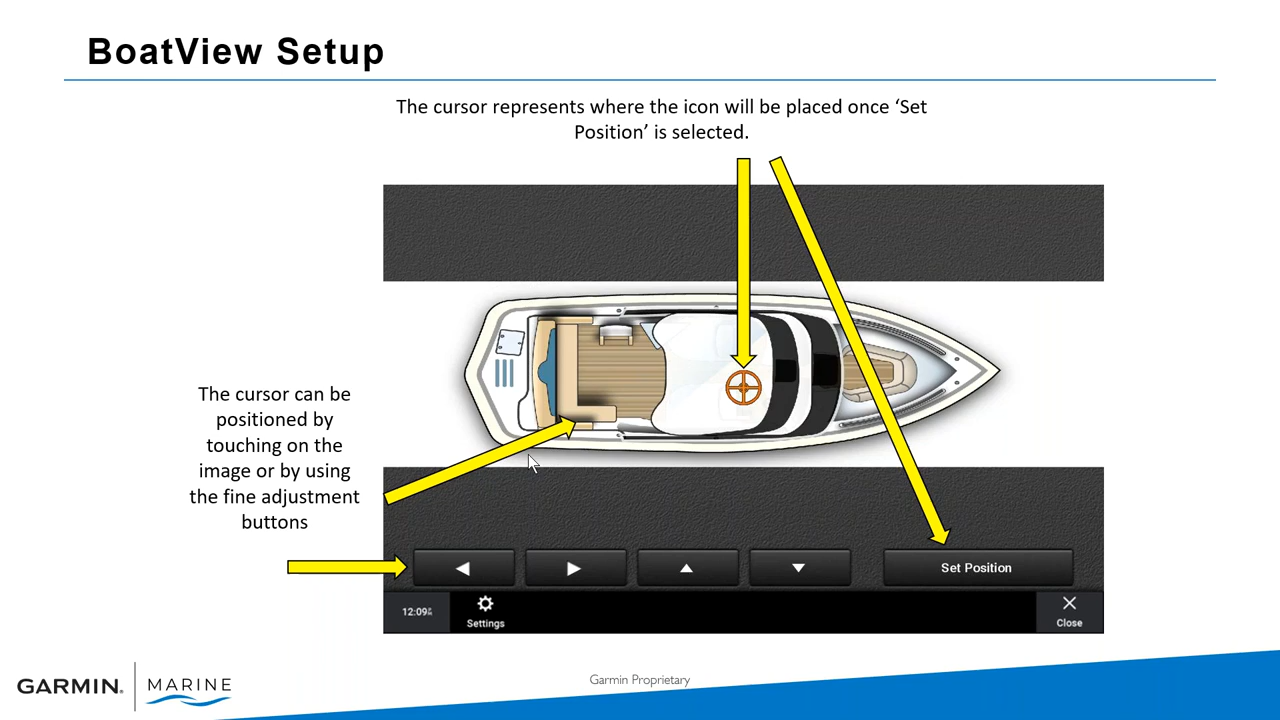 BoatView Setup
The cursor represents where the icon will be placed once ‘Set
Position’ is selected.
The cursor can be
positioned by
touching on the
image or by using
the fine adjustment
buttons
Set Position
12:09
Settings
Close
GARMIN.
MARINE
Garmin Proprietary